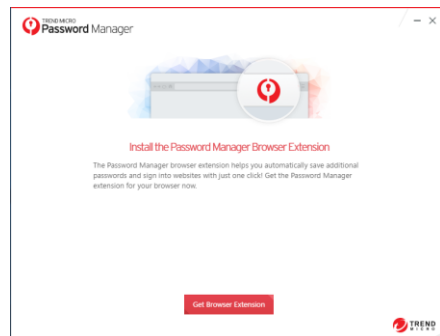 TREND MICRO
Password Manager
Install the Password Manager Browser Extension
The Password Manager browser extension helps you automatically save additional
passwords and sign into websites with just one click! Get the Password Manager
extension for your browser now.
Get Browser Extension
TREND
MICRO